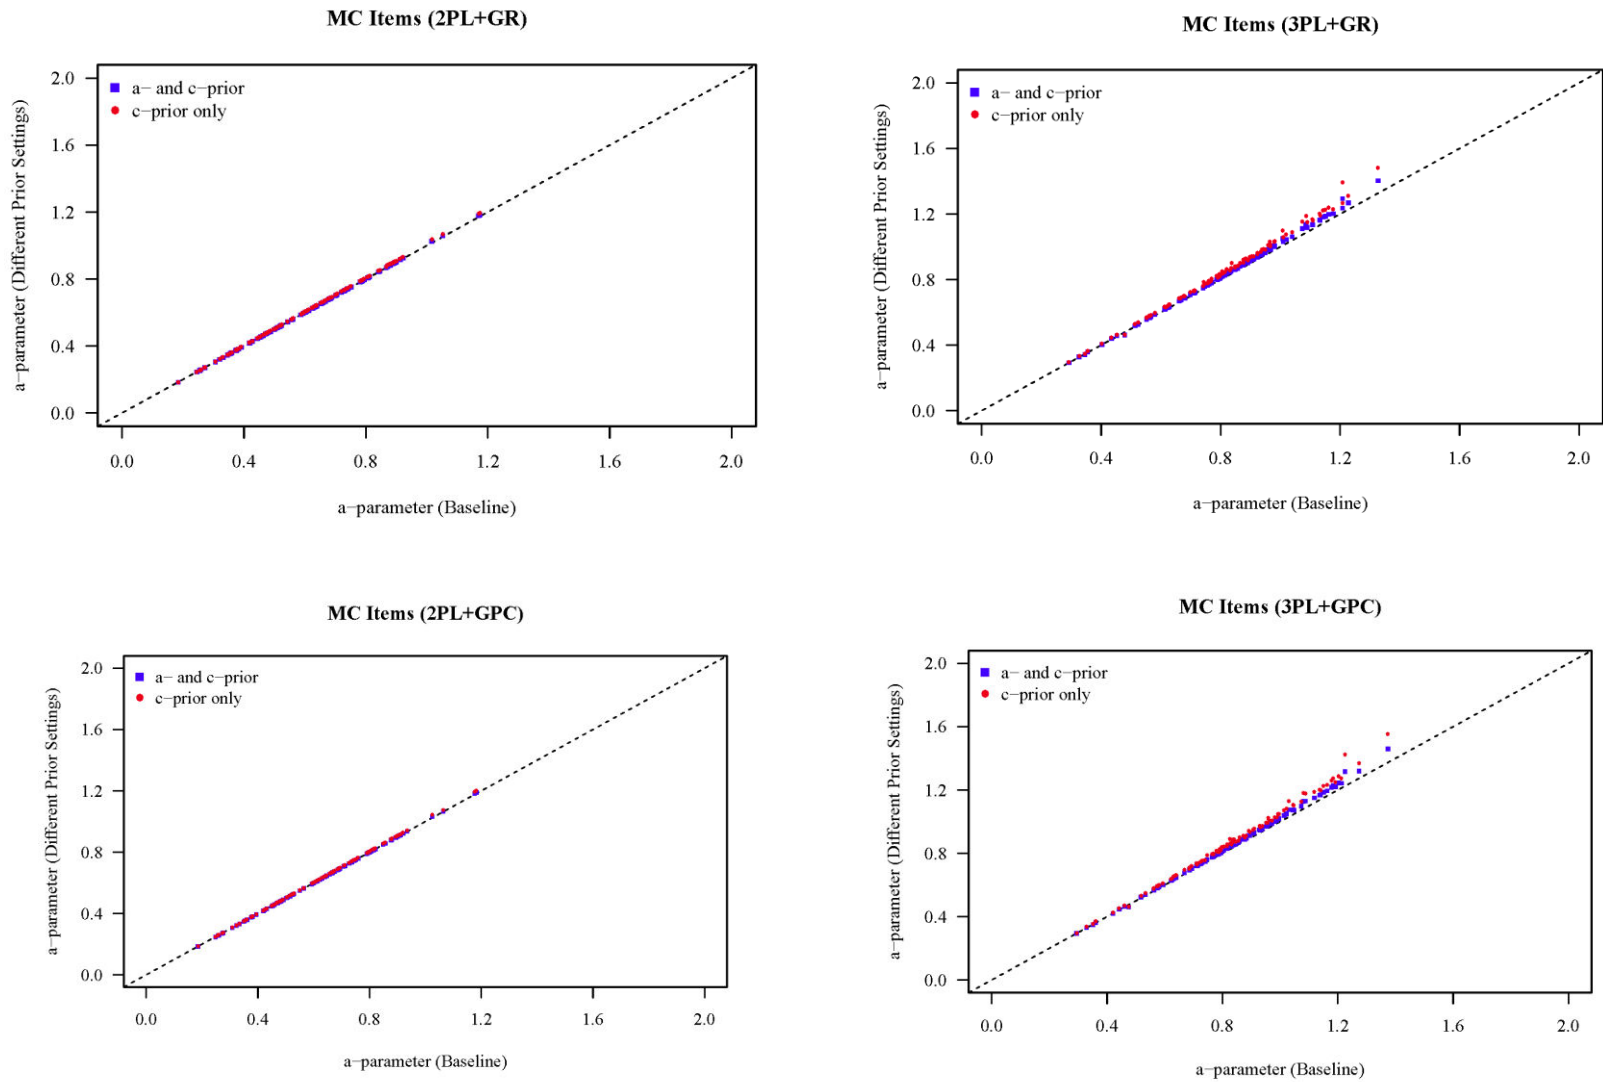 MC Items (2PL+GR)
a− and c−prior
c−prior only
a−parameter (Different Prior Settings)
2.0
1.6
1.2
0.8
0.4
0.0
0.0 0.4 0.8 1.2 1.6 2.0
a−parameter (Baseline)
MC Items (3PL+GR)
a− and c−prior
c−prior only
a−parameter (Different Prior Settings)
2.0
1.6
1.2
0.8
0.4
0.0
0.0 0.4 0.8 1.2 1.6 2.0
a−parameter (Baseline)
MC Items (2PL+GPC)
a− and c−prior
c−prior only
a−parameter (Different Prior Settings)
2.0
1.6
1.2
0.8
0.4
0.0
0.0 0.4 0.8 1.2 1.6 2.0
a−parameter (Baseline)
MC Items (3PL+GPC)
a− and c−prior
c−prior only
a−parameter (Different Prior Settings)
2.0
1.6
1.2
0.8
0.4
0.0
0.0 0.4 0.8 1.2 1.6 2.0
a−parameter (Baseline)